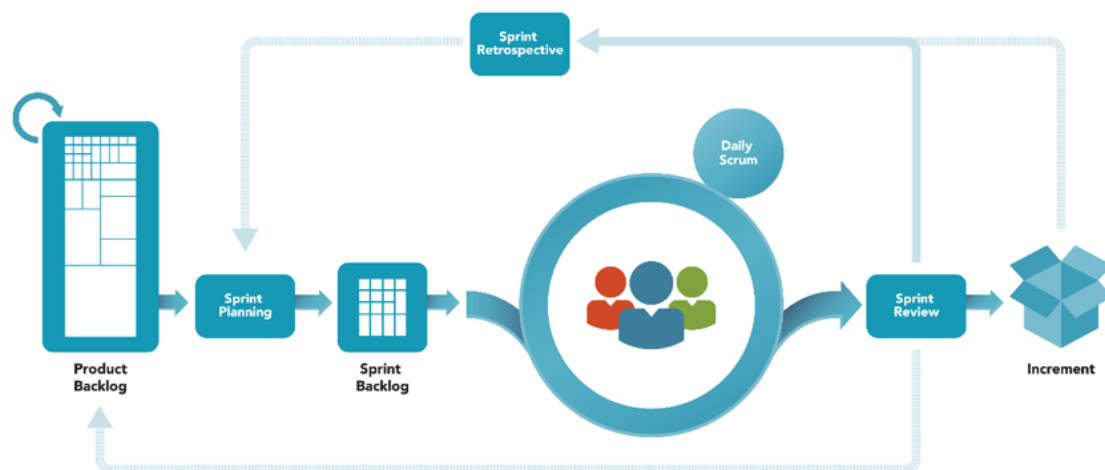 Sprint
Retrospective
Daily
Scrum
Sprint
Planning
Sprint
Review
Product
Backlog
Sprint
Backlog
Increment